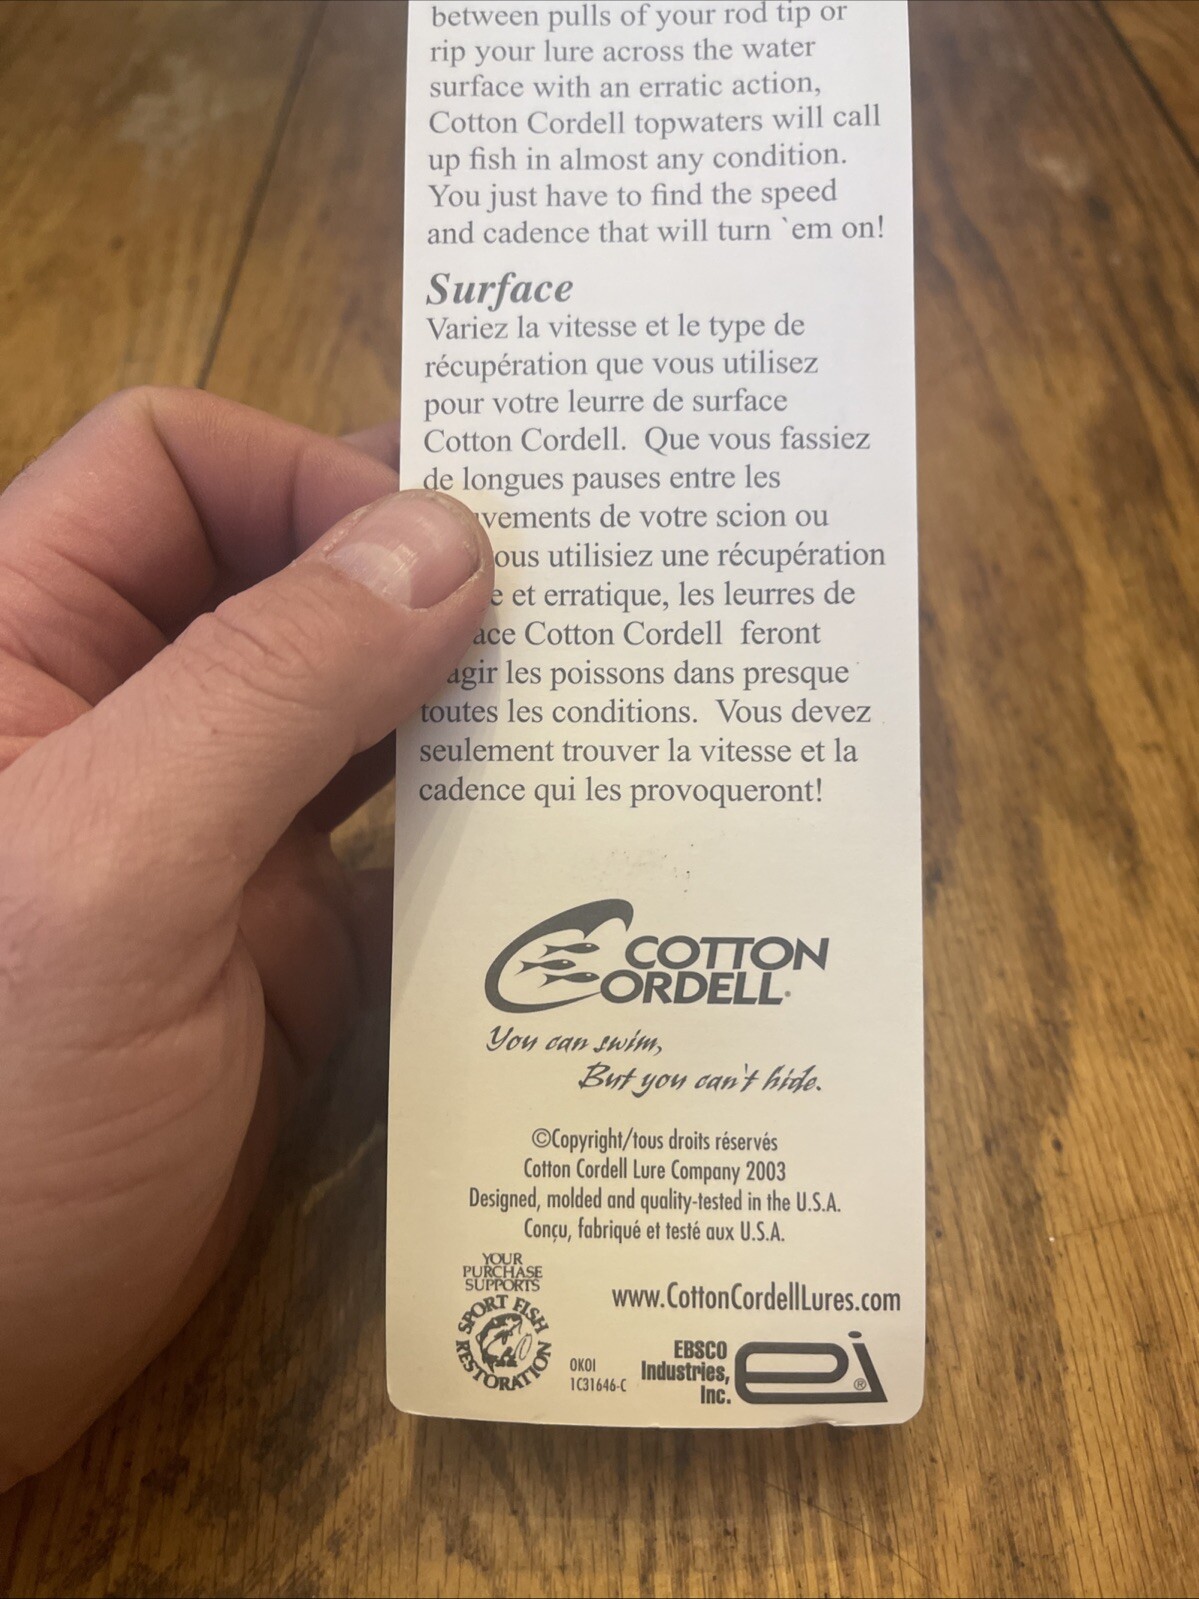 between pulls of your rod tip or
rip your lure across the water
surface with an erratic action,
Cotton Cordell topwaters will call
up fish in almost any condition.
You just have to find the speed
and cadence that will turn `em on!
Surface
Variez la vitesse et le type de
récupération que vous utilisez
pour votre leurre de surface
Cotton Cordell. Que vous fassiez
de longues pauses entre les
vements de votre scion ou
ous utilisiez une récupération
e et erratique, les leurres de
ace Cotton Cordell feront
agir les poissons dans presque
toutes les conditions. Vous devez
seulement trouver la vitesse et la
cadence qui les provoqueront!
COTTON
CORDELL
You can swim,
But you can't hide.
©Copyright/tous droits réservés
Cotton Cordell Lure Company 2003
Designed, molded and quality-tested in the U.S.A.
Conçu, fabriqué et testé aux U.S.A.
YOUR
PURCHASE
SUPPORTS
SPORT FISH
RESTORATION
OKOI
1C31646-C
www.CottonCordellLures.com
EBSCO
Industries,
Inc.
ei®